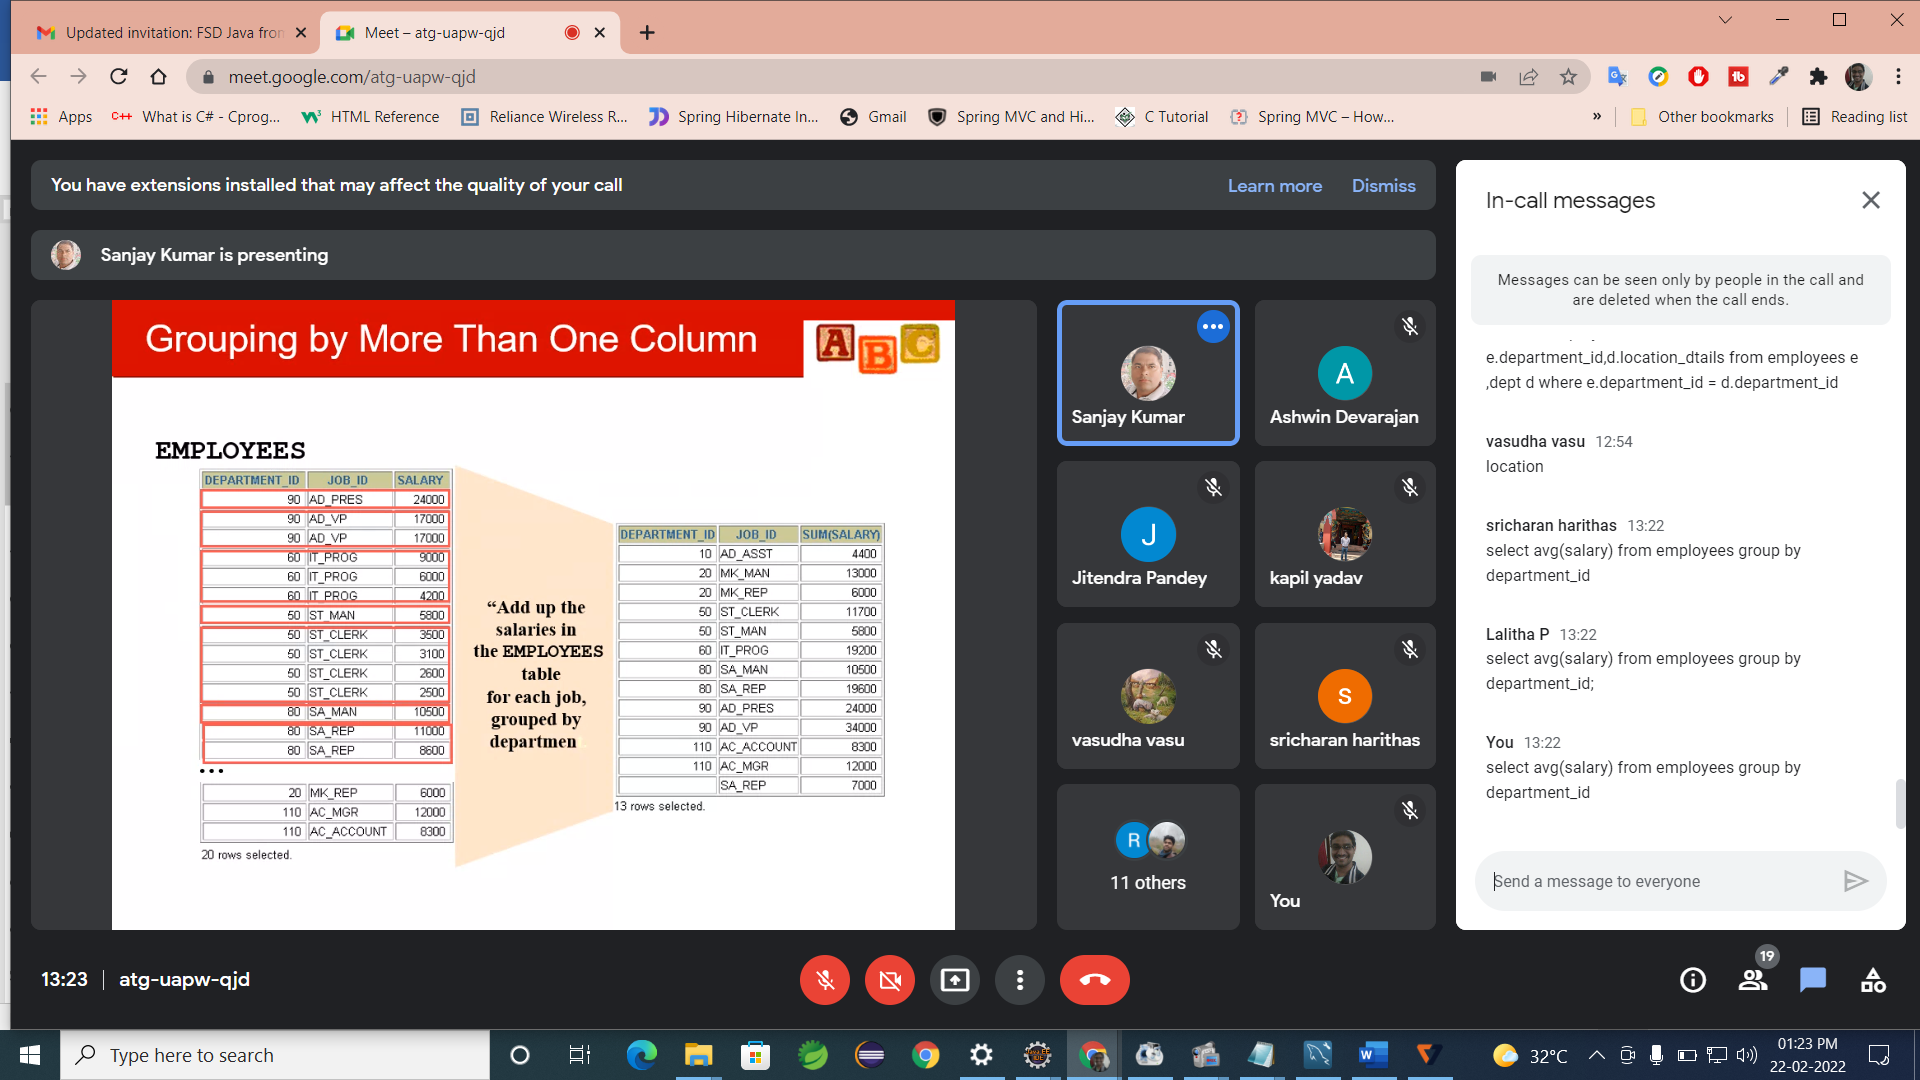 Updated invitation: FSD Java fron
Meet – atg-uapw-qjd
meet.google.com/atg-uapw-qjd
Apps
C++ What is C# - Cprog...
HTML Reference
Reliance Wireless R...
Spring Hibernate In...
Gmail
Spring MVC and Hi...
C Tutorial
Spring MVC – How...
»
Other bookmarks
Reading list
You have extensions installed that may affect the quality of your call
Learn more
Dismiss
Sanjay Kumar is presenting
Grouping by More Than One Column
A B C
EMPLOYEES
DEPARTMENT_ID JOB_ID SALARY
90 AD_PRES 24000
90 AD_VP 17000
90 AD_VP 17000
60 IT_PROG 9000
60 IT_PROG 6000
60 IT_PROG 4200
50 ST_MAN 5800
50 ST_CLERK 3500
50 ST_CLERK 3100
50 ST_CLERK 2600
50 ST_CLERK 2500
80 SA_MAN 10500
80 SA_REP 11000
80 SA_REP 8600
...
20 MK_REP 6000
110 AC_MGR 12000
110 AC_ACCOUNT 8300
20 rows selected.
“Add up the
salaries in
the EMPLOYEES
table
for each job,
grouped by
departmen
DEPARTMENT_ID JOB_ID SUM(SALARY)
10 AD_ASST 4400
20 MK_MAN 13000
20 MK_REP 6000
50 ST_CLERK 11700
50 ST_MAN 5800
60 IT_PROG 19200
80 SA_MAN 10500
80 SA_REP 19600
90 AD_PRES 24000
90 AD_VP 34000
110 AC_ACCOUNT 8300
110 AC_MGR 12000
SA_REP 7000
13 rows selected.
Sanjay Kumar
A
Ashwin Devarajan
J
Jitendra Pandey
kapil yadav
vasudha vasu
S
sricharan harithas
R
11 others
You
In-call messages
Messages can be seen only by people in the call and
are deleted when the call ends.
e.department_id,d.location_dtails from employees e
,dept d where e.department_id = d.department_id
vasudha vasu 12:54
location
sricharan harithas 13:22
select avg(salary) from employees group by
department_id
Lalitha P 13:22
select avg(salary) from employees group by
department_id;
You 13:22
select avg(salary) from employees group by
department_id
Send a message to everyone
13:23 | atg-uapw-qjd
19
Type here to search
32°C
01:23 PM
22-02-2022